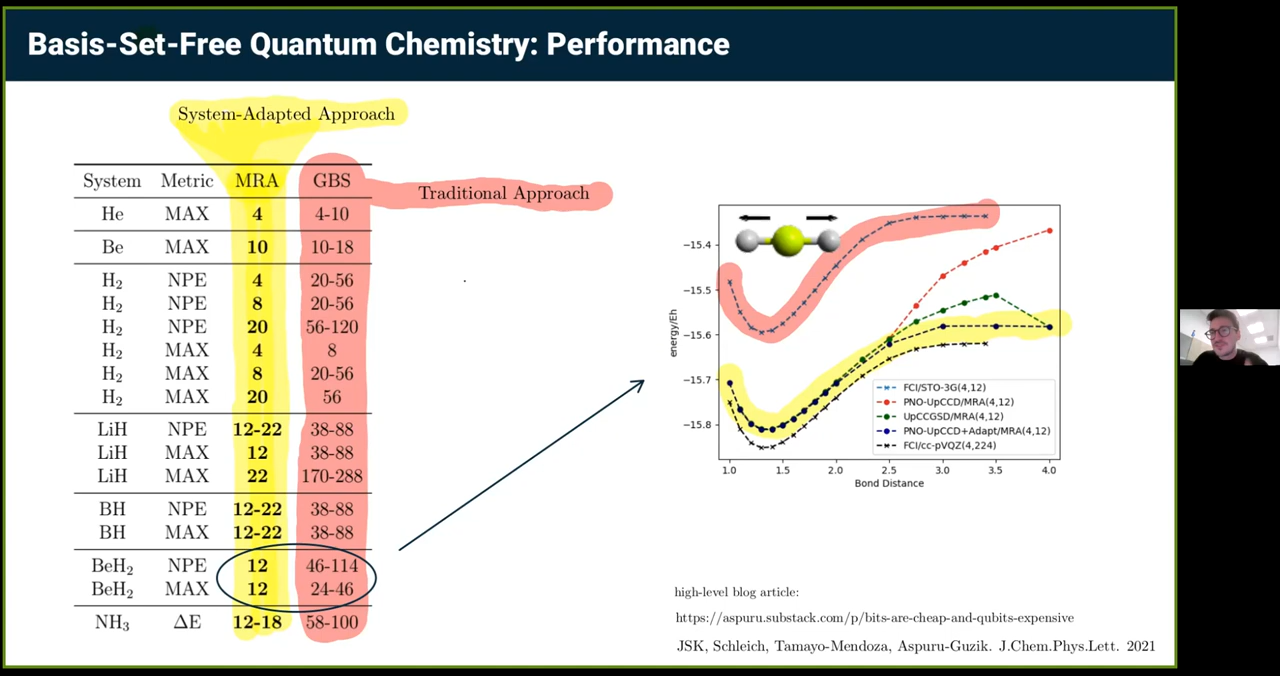 Basis-Set-Free Quantum Chemistry: Performance
System-Adapted Approach
Traditional Approach
System Metric MRA GBS
He MAX 4 4-10
Be MAX 10 10-18
H₂ NPE 4 20-56
H₂ NPE 8 20-56
H₂ NPE 20 56-120
H₂ MAX 4 8
H₂ MAX 8 20-56
H₂ MAX 20 56
LiH NPE 12-22 38-88
LiH MAX 12 38-88
LiH MAX 22 170-288
BH NPE 12-22 38-88
BH MAX 12-22 38-88
BeH₂ NPE 12 46-114
BeH₂ MAX 12 24-46
NH₃ ΔE 12-18 58-100
energy/Eh
−15.4
−15.5
−15.6
−15.7
−15.8
FCI/STO-3G(4,12)
PNO-UpCCD/MRA(4,12)
UpCCGSD/MRA(4,12)
PNO-UpCCD+Adapt/MRA(4,12)
FCI/cc-pVQZ(4,224)
1.0 1.5 2.0 2.5 3.0 3.5 4.0
Bond Distance
high-level blog article:
https://aspuru.substack.com/p/bits-are-cheap-and-qubits-expensive
JSK, Schleich, Tamayo-Mendoza, Aspuru-Guzik. J.Chem.Phys.Lett. 2021